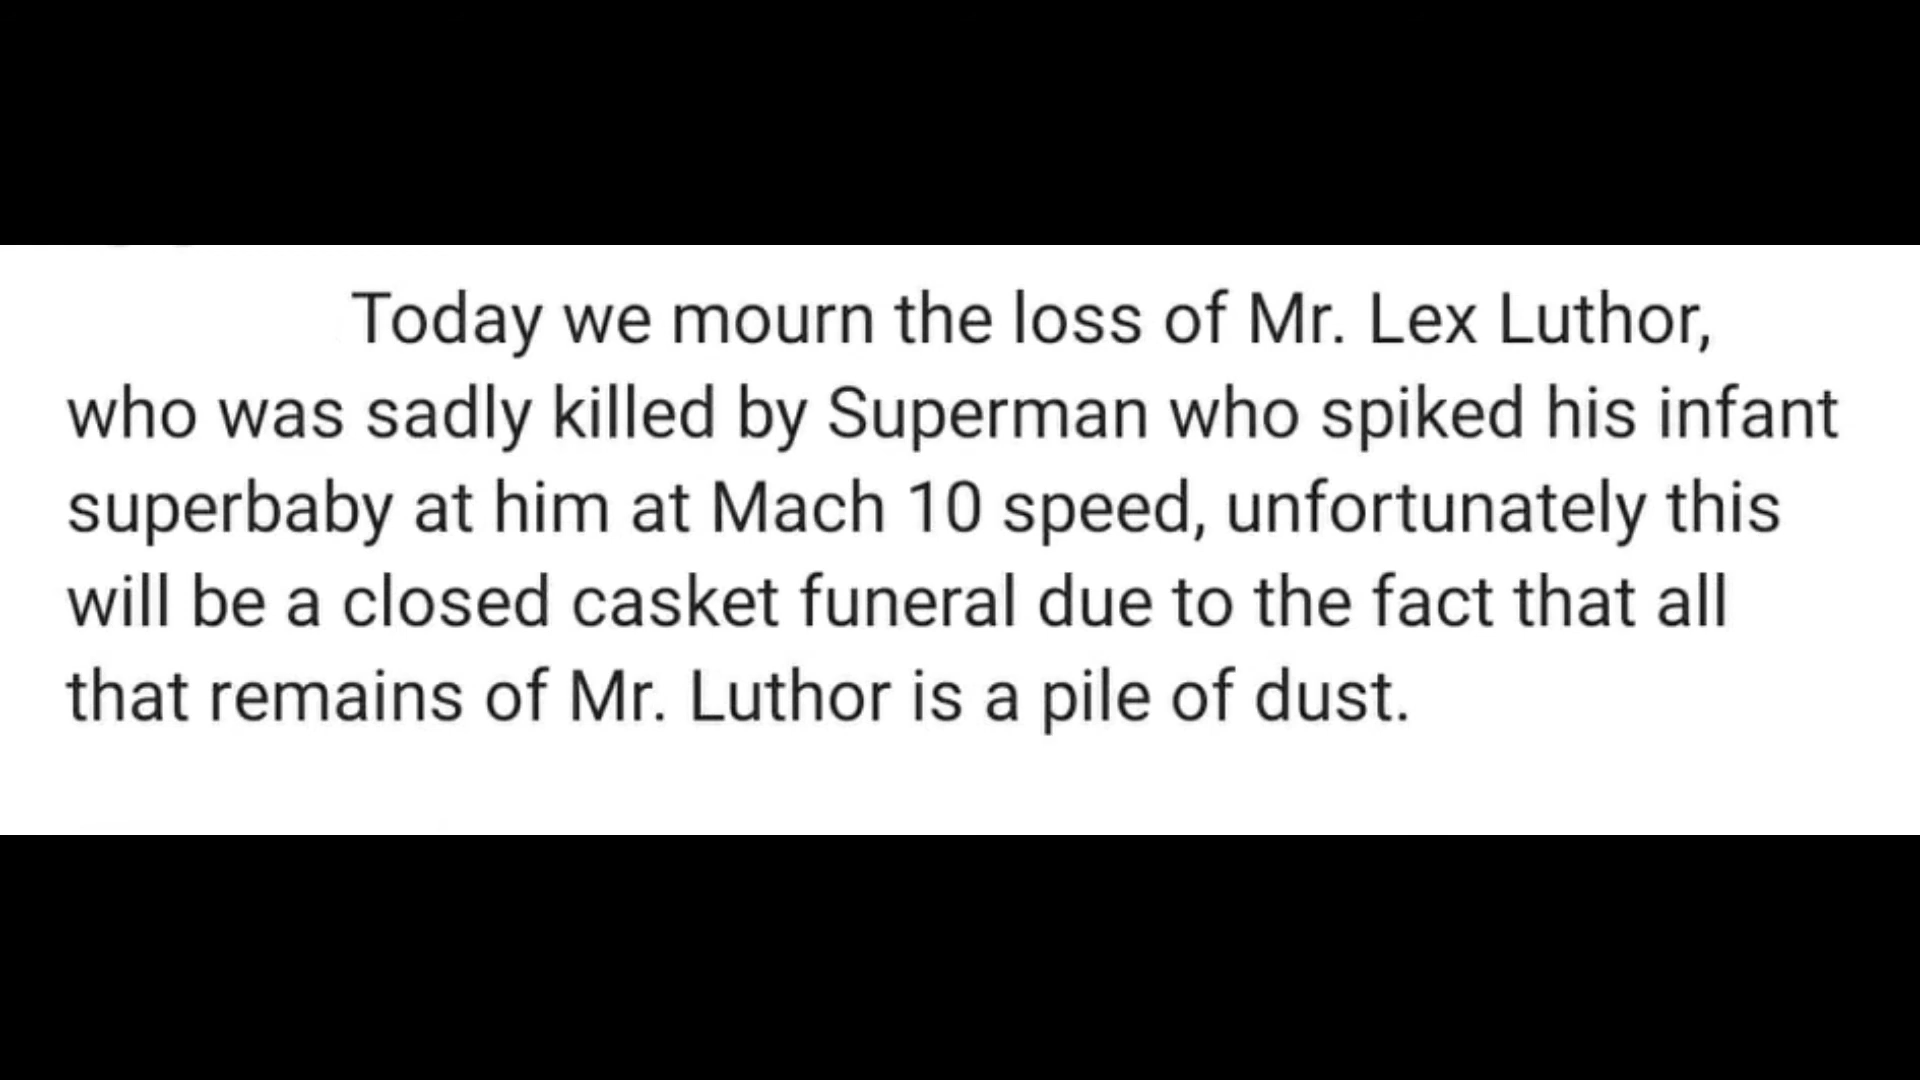 Today we mourn the loss of Mr. Lex Luthor,
who was sadly killed by Superman who spiked his infant
superbaby at him at Mach 10 speed, unfortunately this
will be a closed casket funeral due to the fact that all
that remains of Mr. Luthor is a pile of dust.